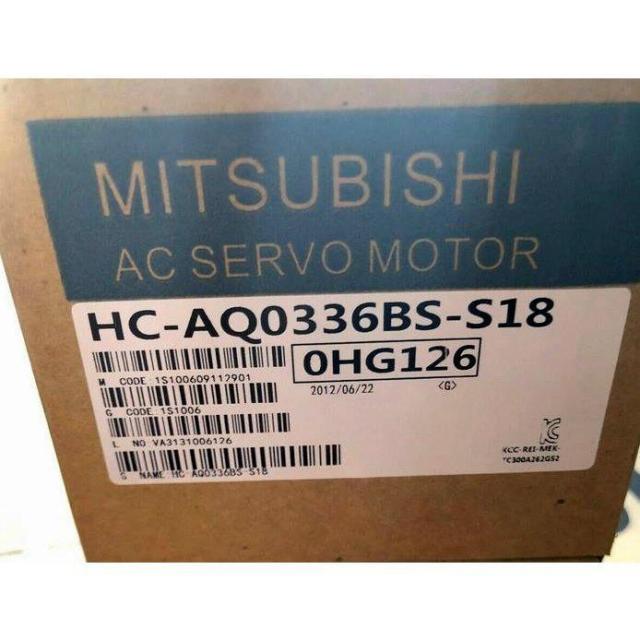 MITSUBISHI
AC SERVO MOTOR
HC-AQ0336BS-S18
0HG126
M CODE:1S100609112901
2012/06/22 <G>
G CODE:1S1006
L NO VA3131006126
KCC-REI-MEK-
TC300A262G52
G NAME HC AQ0336BS S18